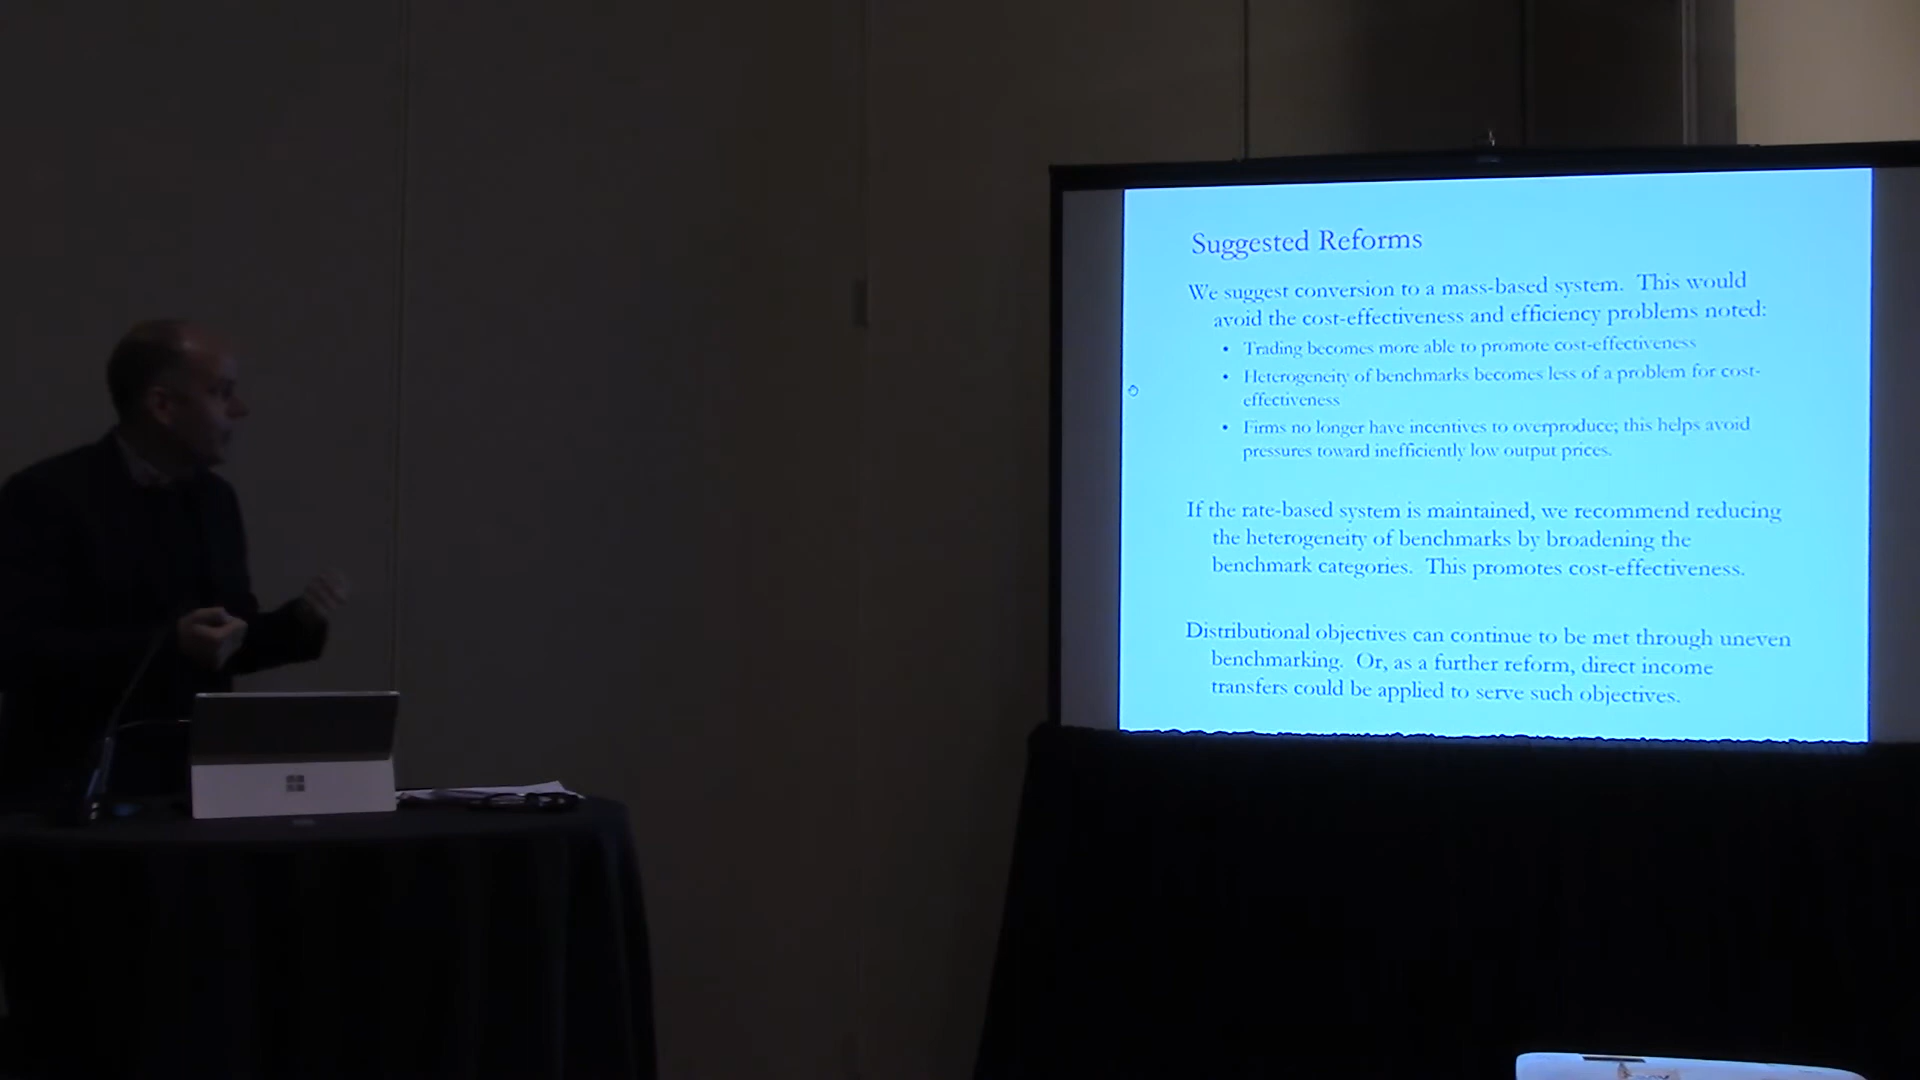 Suggested Reforms
We suggest conversion to a mass-based system. This would
avoid the cost-effectiveness and efficiency problems noted:
• Trading becomes more able to promote cost-effectiveness
• Heterogeneity of benchmarks becomes less of a problem for cost-
effectiveness
• Firms no longer have incentives to overproduce; this helps avoid
pressures toward inefficiently low output prices.
If the rate-based system is maintained, we recommend reducing
the heterogeneity of benchmarks by broadening the
benchmark categories. This promotes cost-effectiveness.
Distributional objectives can continue to be met through uneven
benchmarking. Or, as a further reform, direct income
transfers could be applied to serve such objectives.